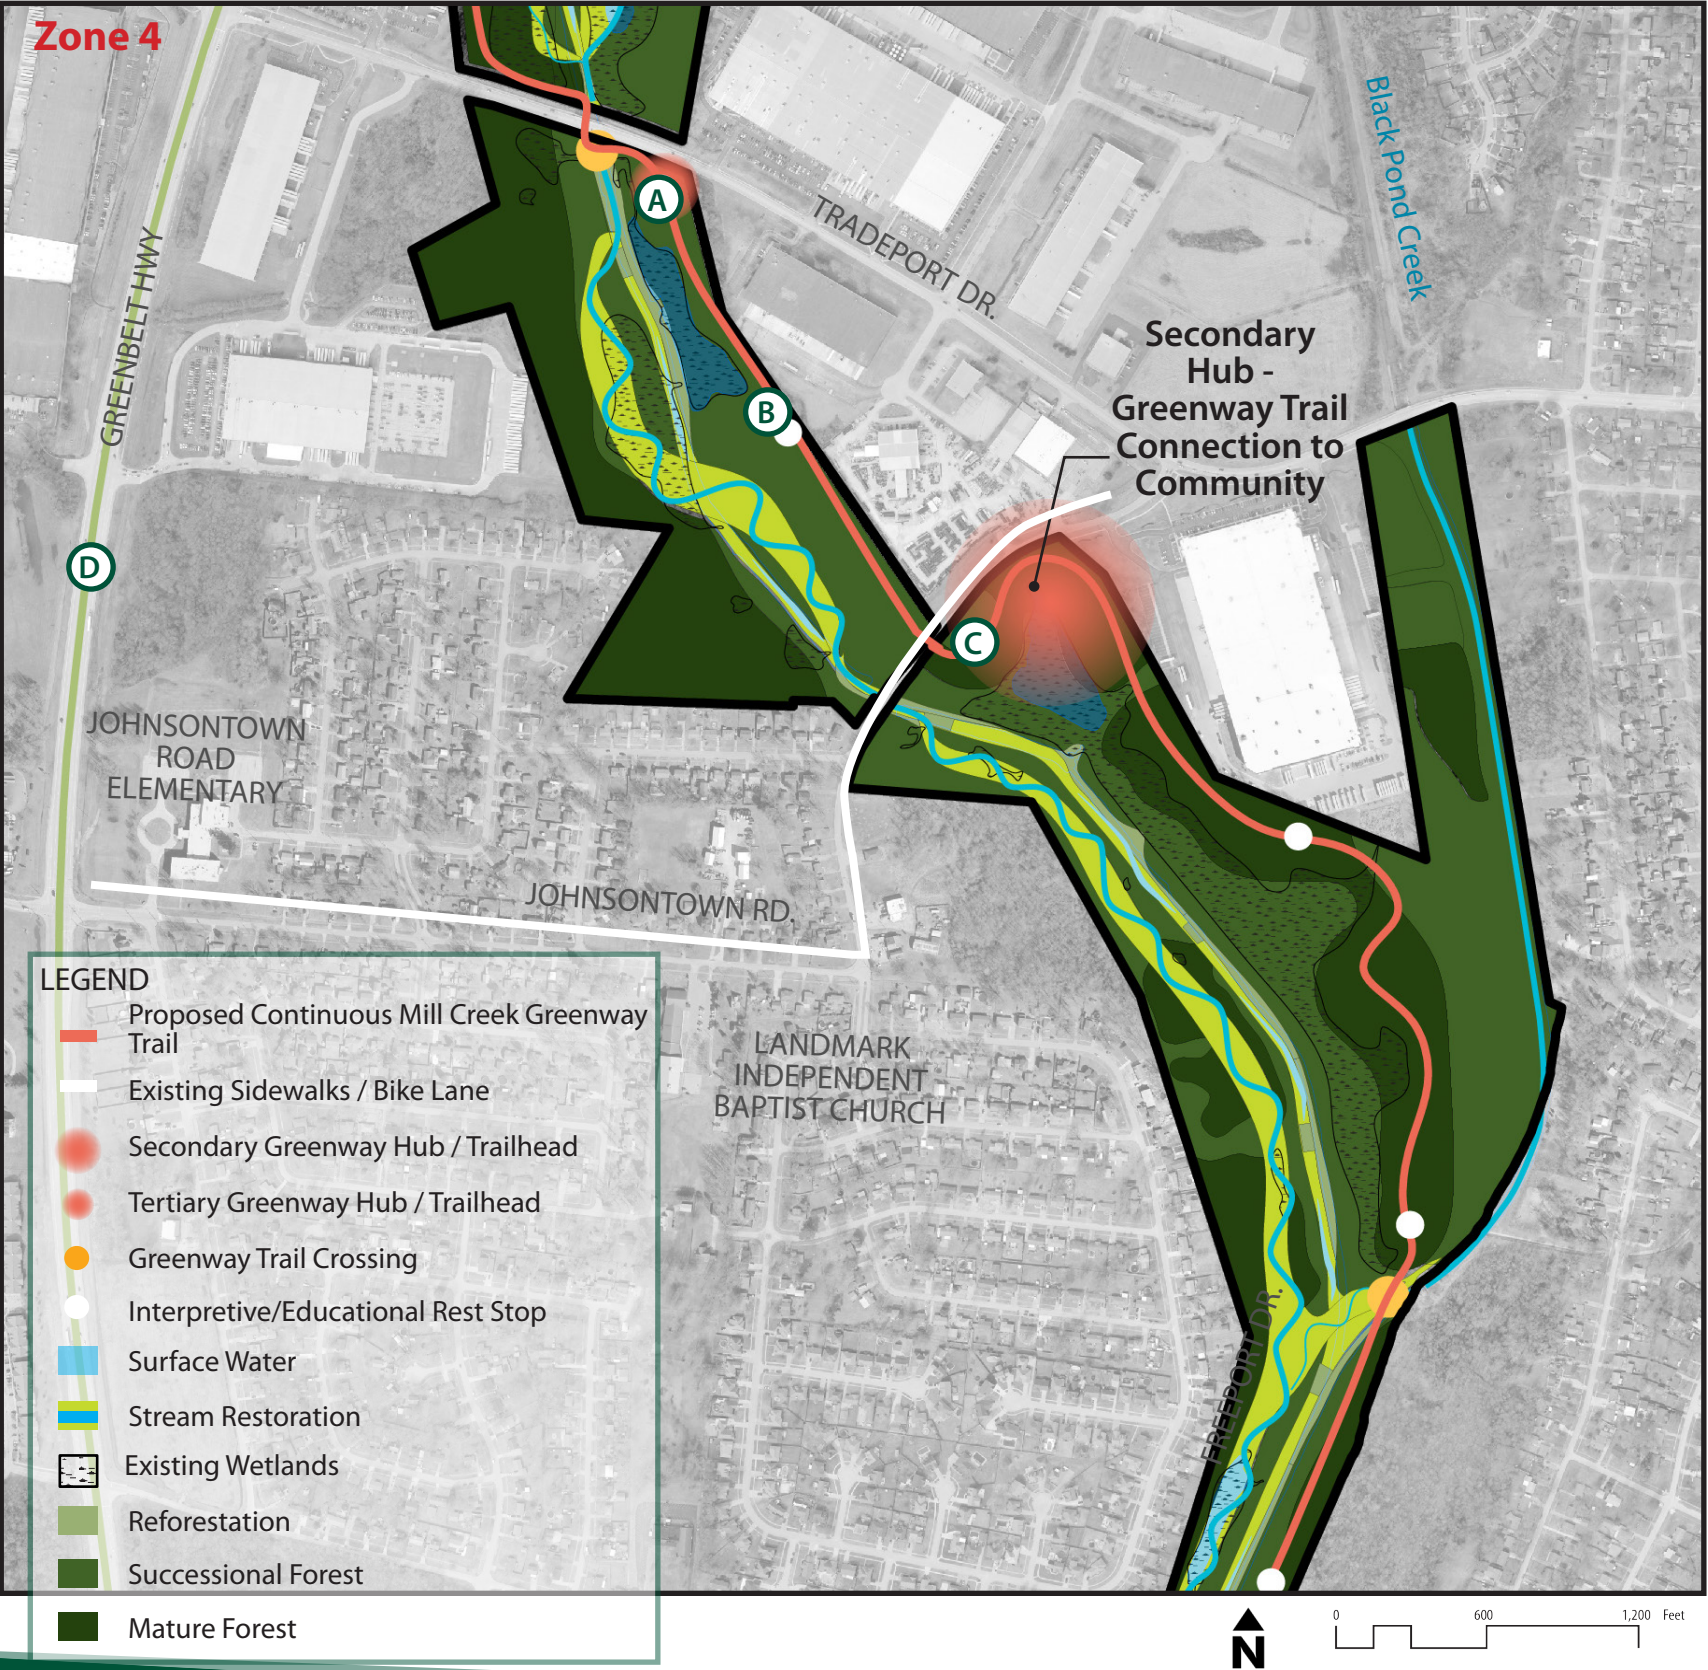 Zone 4
Black Pond Creek
A
TRADEPORT DR.
GREENBELT HWY
Secondary
Hub -
Greenway Trail
Connection to
Community
B
D
C
JOHNSONTOWN
ROAD
ELEMENTARY
JOHNSONTOWN RD.
LANDMARK
INDEPENDENT
BAPTIST CHURCH
FREEPORT DR.
LEGEND
Proposed Continuous Mill Creek Greenway
Trail
Existing Sidewalks / Bike Lane
Secondary Greenway Hub / Trailhead
Tertiary Greenway Hub / Trailhead
Greenway Trail Crossing
Interpretive/Educational Rest Stop
Surface Water
Stream Restoration
Existing Wetlands
Reforestation
Successional Forest
Mature Forest
N
0 600 1,200 Feet